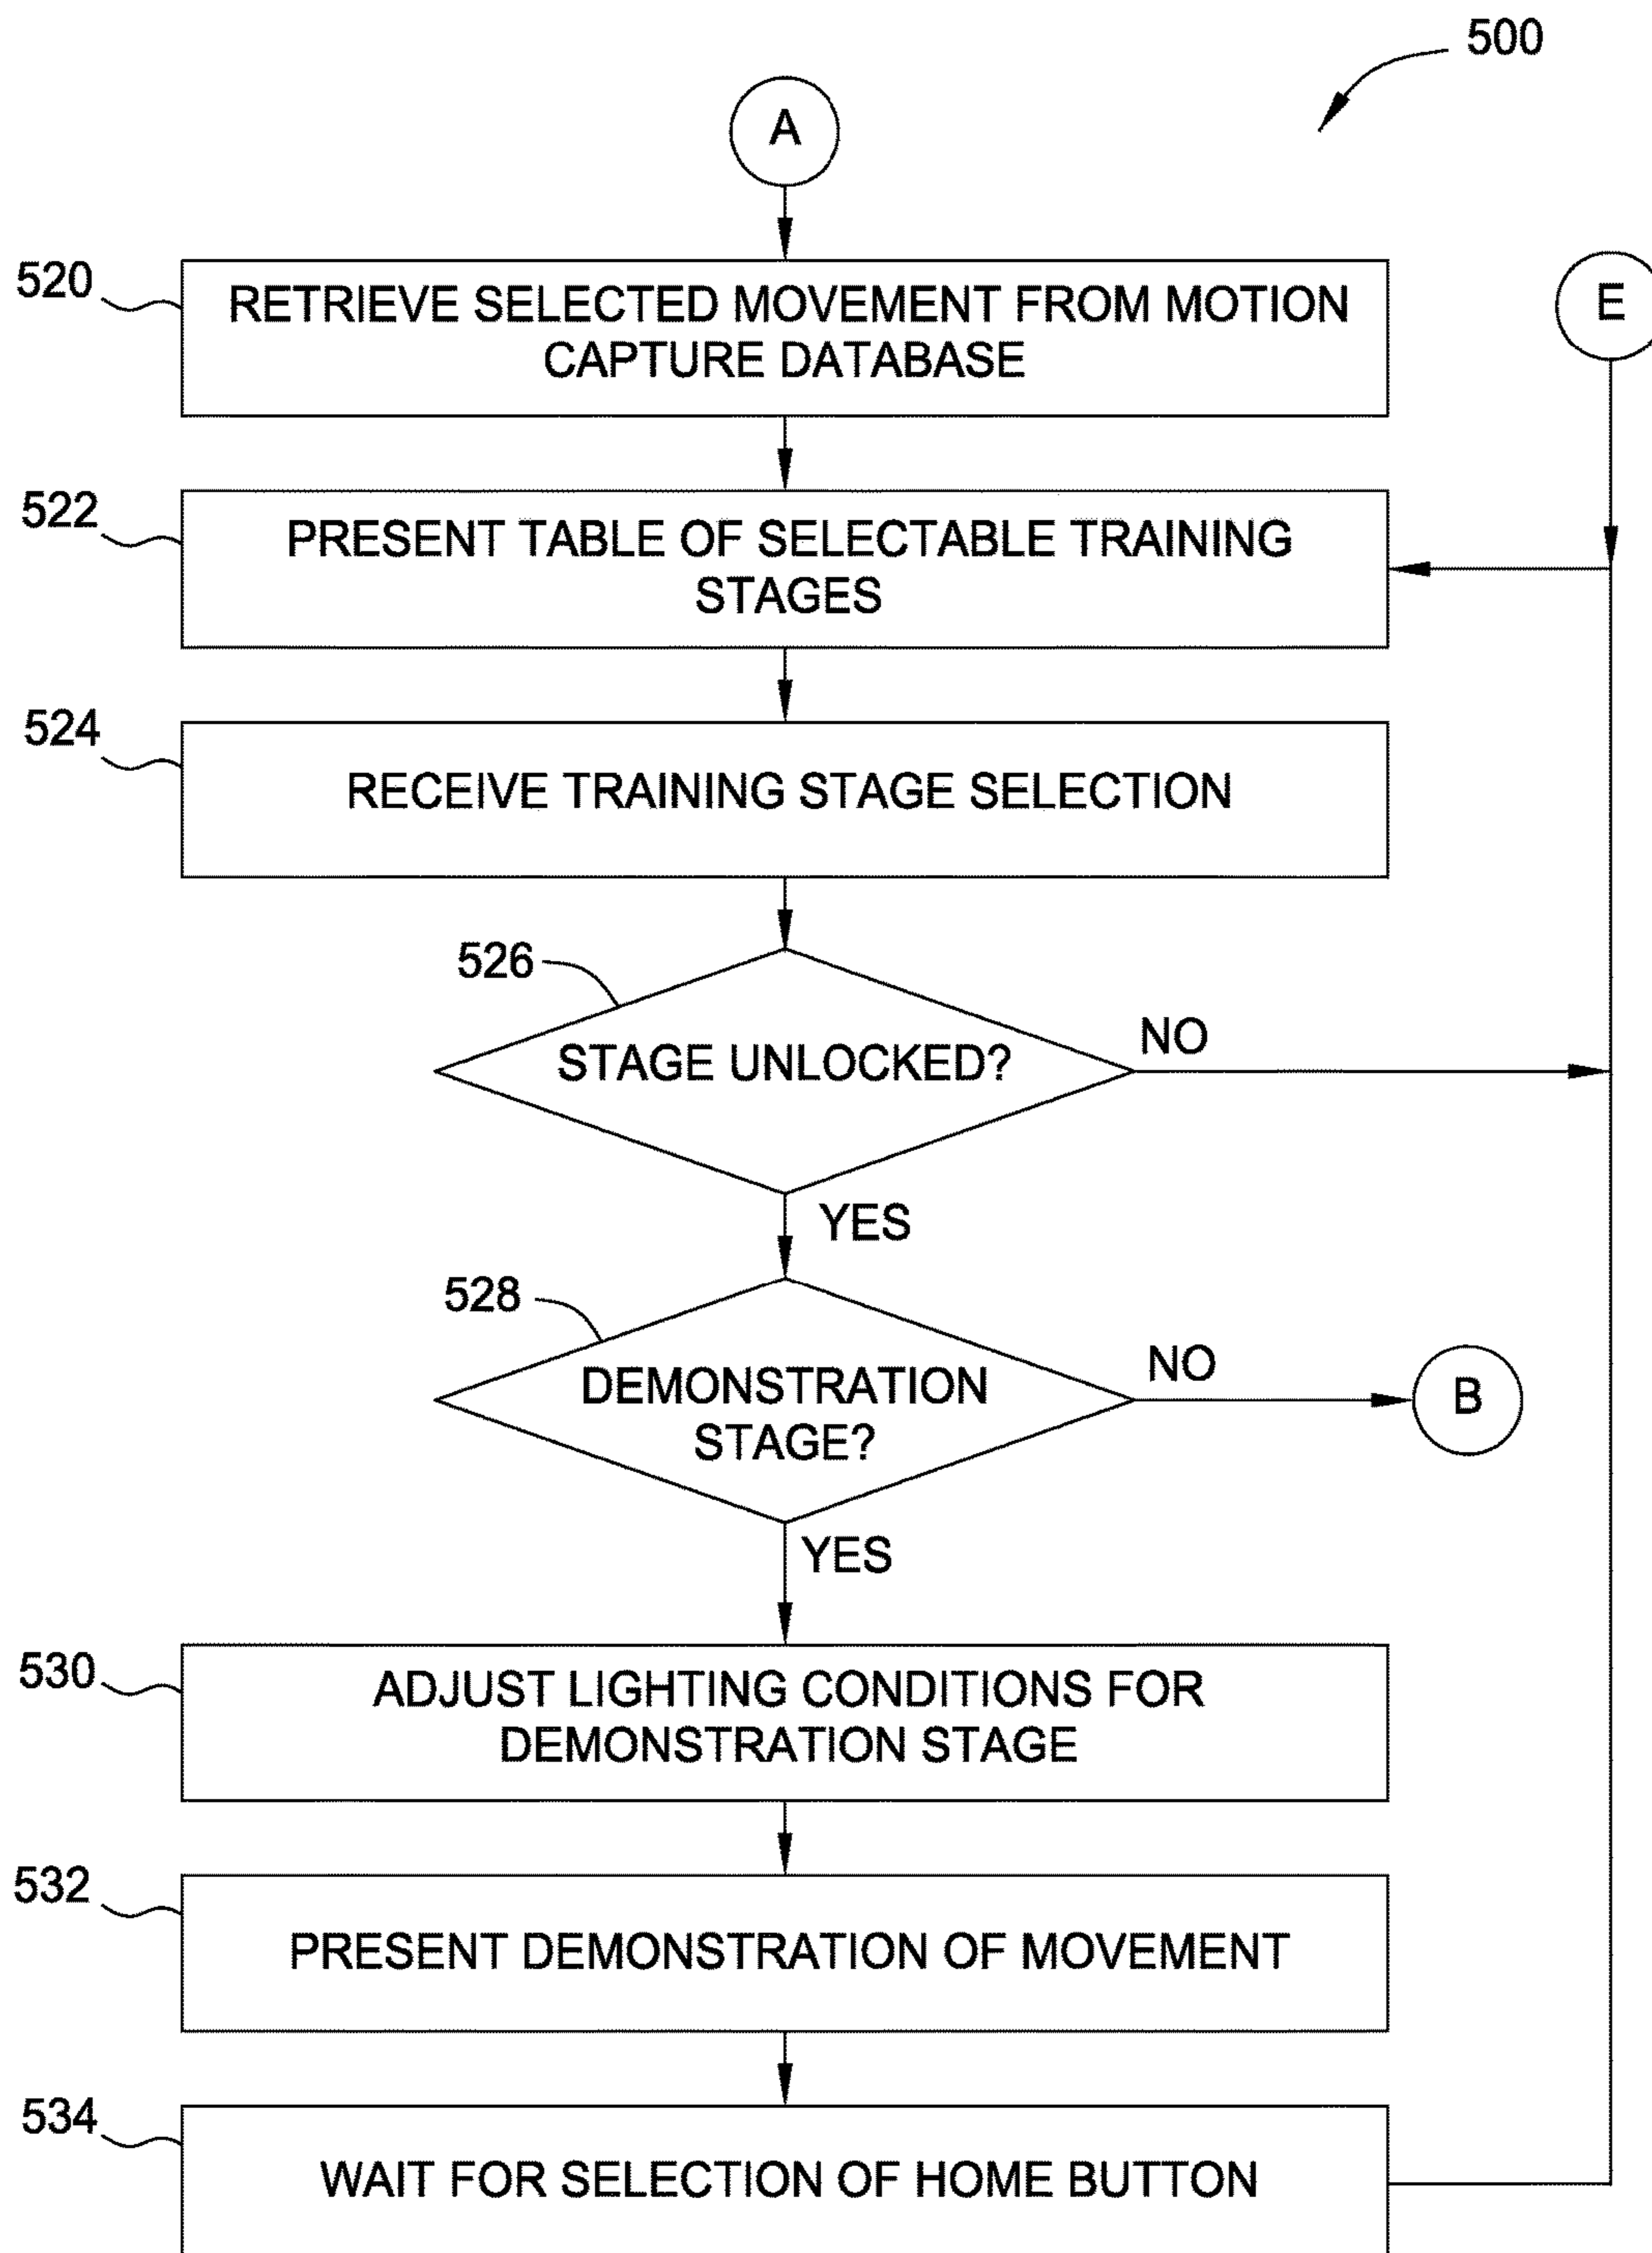 500
A
520
RETRIEVE SELECTED MOVEMENT FROM MOTION
CAPTURE DATABASE
E
522
PRESENT TABLE OF SELECTABLE TRAINING
STAGES
524
RECEIVE TRAINING STAGE SELECTION
526
STAGE UNLOCKED?
NO
YES
528
DEMONSTRATION
STAGE?
NO
B
YES
530
ADJUST LIGHTING CONDITIONS FOR
DEMONSTRATION STAGE
532
PRESENT DEMONSTRATION OF MOVEMENT
534
WAIT FOR SELECTION OF HOME BUTTON